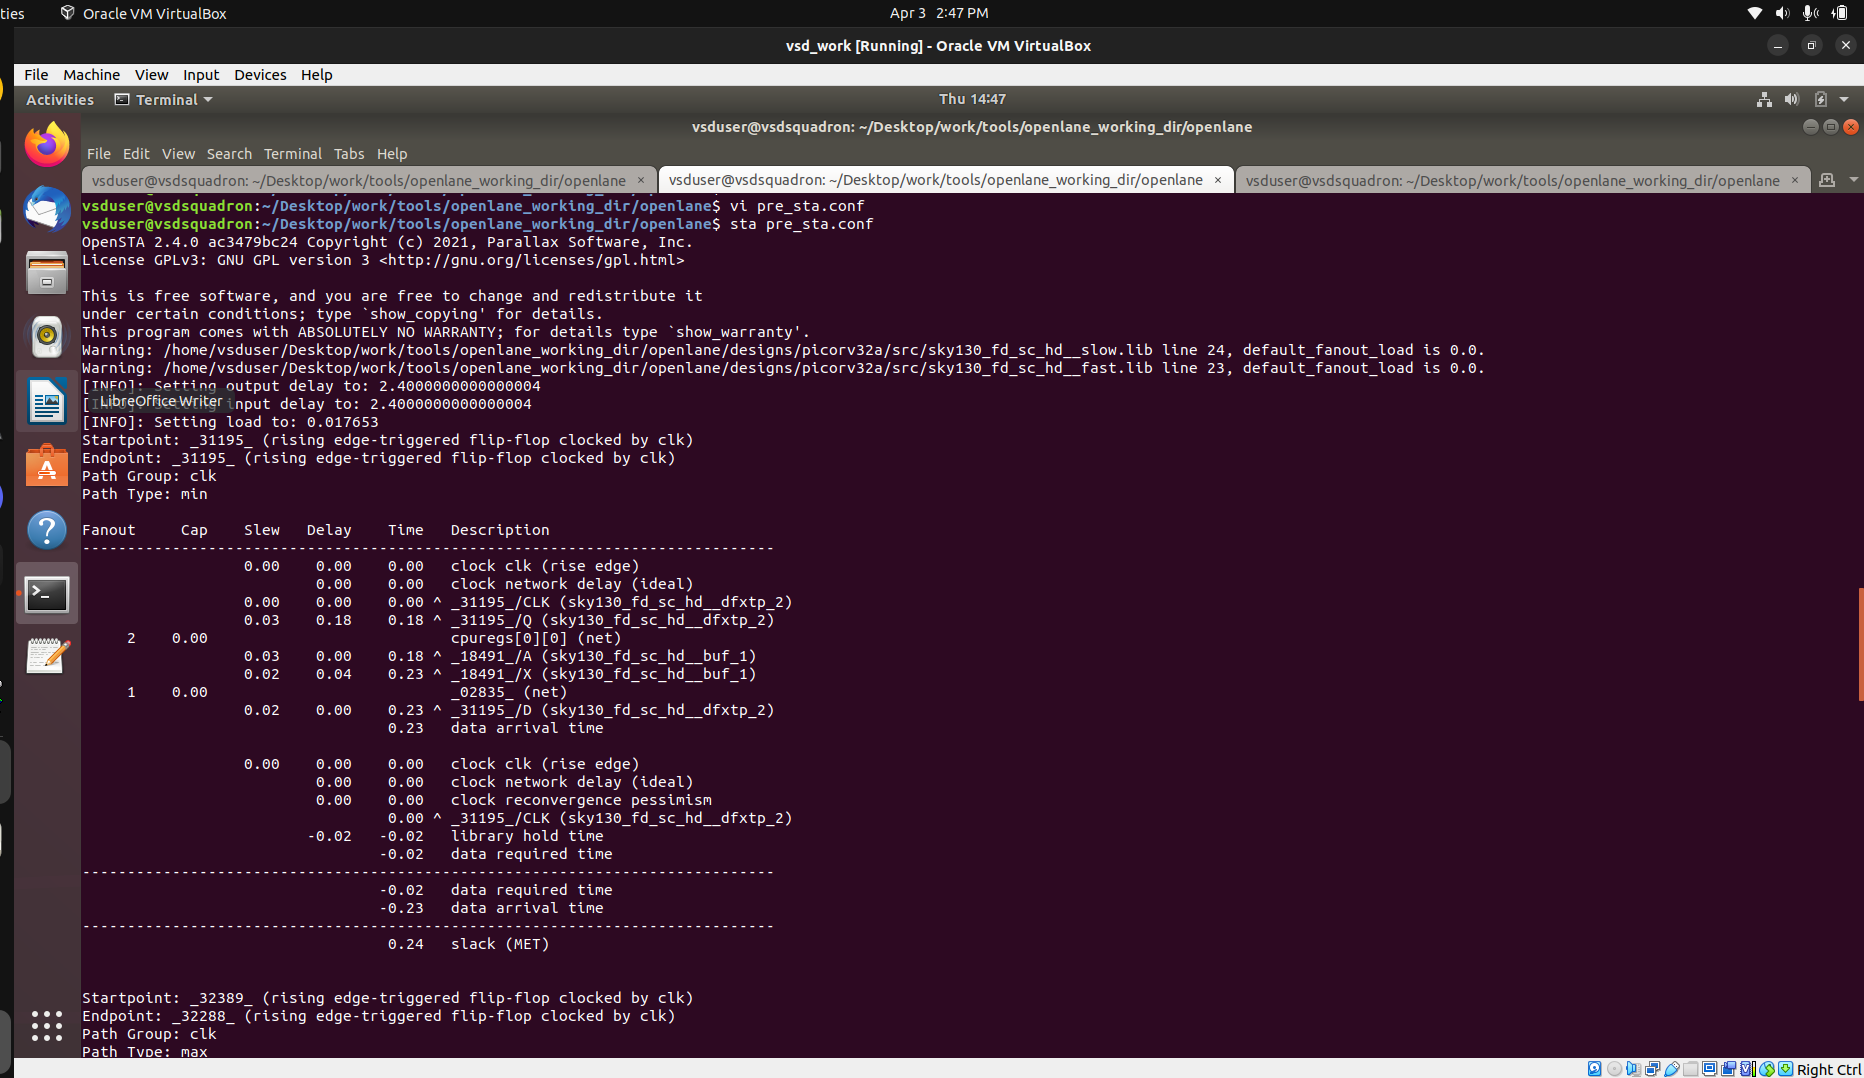 ties Oracle VM VirtualBox Apr 3 2:47 PM
vsd_work [Running] - Oracle VM VirtualBox
File Machine View Input Devices Help
Activities Terminal Thu 14:47
vsduser@vsdsquadron: ~/Desktop/work/tools/openlane_working_dir/openlane
File Edit View Search Terminal Tabs Help
vsduser@vsdsquadron: ~/Desktop/work/tools/openlane_working_dir/openlane × vsduser@vsdsquadron: ~/Desktop/work/tools/openlane_working_dir/openlane × vsduser@vsdsquadron: ~/Desktop/work/tools/openlane_working_dir/openlane ×
vsduser@vsdsquadron:~/Desktop/work/tools/openlane_working_dir/openlane$ vi pre_sta.conf
vsduser@vsdsquadron:~/Desktop/work/tools/openlane_working_dir/openlane$ sta pre_sta.conf
OpenSTA 2.4.0 ac3479bc24 Copyright (c) 2021, Parallax Software, Inc.
License GPLv3: GNU GPL version 3 <http://gnu.org/licenses/gpl.html>
This is free software, and you are free to change and redistribute it
under certain conditions; type `show_copying' for details.
This program comes with ABSOLUTELY NO WARRANTY; for details type `show_warranty'.
Warning: /home/vsduser/Desktop/work/tools/openlane_working_dir/openlane/designs/picorv32a/src/sky130_fd_sc_hd__slow.lib line 24, default_fanout_load is 0.0.
Warning: /home/vsduser/Desktop/work/tools/openlane_working_dir/openlane/designs/picorv32a/src/sky130_fd_sc_hd__fast.lib line 23, default_fanout_load is 0.0.
[INFO]: Setting output delay to: 2.4000000000000004
LibreOffice Writer input delay to: 2.4000000000000004
[INFO]: Setting load to: 0.017653
Startpoint: _31195_ (rising edge-triggered flip-flop clocked by clk)
Endpoint: _31195_ (rising edge-triggered flip-flop clocked by clk)
Path Group: clk
Path Type: min
Fanout Cap Slew Delay Time Description
-----------------------------------------------------------------------------
0.00 0.00 0.00 clock clk (rise edge)
0.00 0.00 clock network delay (ideal)
0.00 0.00 0.00 ^ _31195_/CLK (sky130_fd_sc_hd__dfxtp_2)
0.03 0.18 0.18 ^ _31195_/Q (sky130_fd_sc_hd__dfxtp_2)
2 0.00 cpuregs[0][0] (net)
0.03 0.00 0.18 ^ _18491_/A (sky130_fd_sc_hd__buf_1)
0.02 0.04 0.23 ^ _18491_/X (sky130_fd_sc_hd__buf_1)
1 0.00 _02835_ (net)
0.02 0.00 0.23 ^ _31195_/D (sky130_fd_sc_hd__dfxtp_2)
0.23 data arrival time
0.00 0.00 0.00 clock clk (rise edge)
0.00 0.00 clock network delay (ideal)
0.00 0.00 clock reconvergence pessimism
0.00 ^ _31195_/CLK (sky130_fd_sc_hd__dfxtp_2)
-0.02 -0.02 library hold time
-0.02 data required time
-----------------------------------------------------------------------------
-0.02 data required time
-0.23 data arrival time
-----------------------------------------------------------------------------
0.24 slack (MET)
Startpoint: _32389_ (rising edge-triggered flip-flop clocked by clk)
Endpoint: _32288_ (rising edge-triggered flip-flop clocked by clk)
Path Group: clk
Path Type: max
Right Ctrl